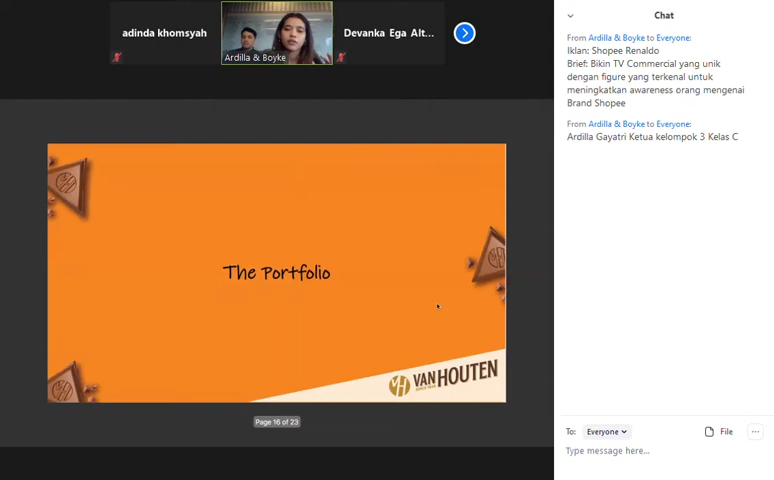 adinda khomsyah
Ardilla & Boyke
Devanka Ega Alt...
The Portfolio
VH
VAN HOUTEN
Page 16 of 23
Chat
From Ardilla & Boyke to Everyone:
Iklan: Shopee Renaldo
Brief: Bikin TV Commercial yang unik
dengan figure yang terkenal untuk
meningkatkan awareness orang mengenai
Brand Shopee
From Ardilla & Boyke to Everyone:
Ardilla Gayatri Ketua kelompok 3 Kelas C
To: Everyone
File
...
Type message here...